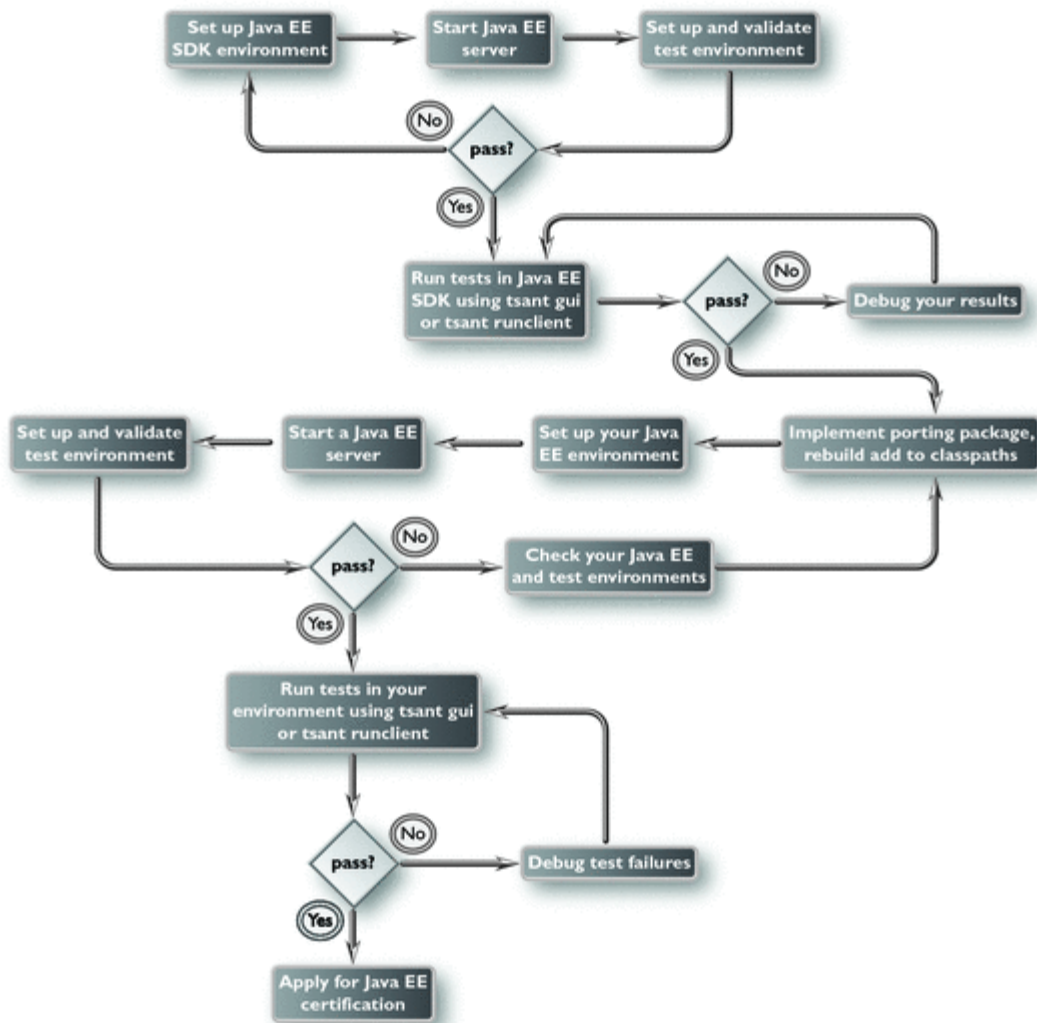 Set up Java EE
SDK environment
Start Java EE
server
Set up and validate
test environment
No
pass?
Yes
Run tests in Java EE
SDK using tsant gui
or tsant runclient
pass?
No
Debug your results
Yes
Set up and validate
test environment
Start a Java EE
server
Set up your Java
EE environment
Implement porting package,
rebuild add to classpaths
pass?
No
Check your Java EE
and test environments
Yes
Run tests in your
environment using tsant gui
or tsant runclient
pass?
No
Debug test failures
Yes
Apply for Java EE
certification